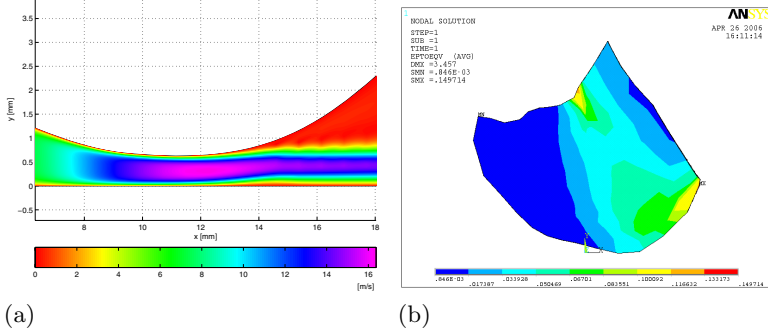 3.5
3
2.5
2
1.5
1
0.5
0
−0.5
y [mm]
8 10 12 14 16 18
x [mm]
0 2 4 6 8 10 12 14 16
[m/s]
(a)
1
NODAL SOLUTION
STEP=1
SUB =1
TIME=1
EPTOEQV (AVG)
DMX =3.457
SMN =.846E-03
SMX =.149714
ANSYS
APR 26 2006
16:11:14
MN
MX
.846E-03 .033928 .06701 .100092 .133173
.017387 .050469 .083551 .116632 .149714
(b)